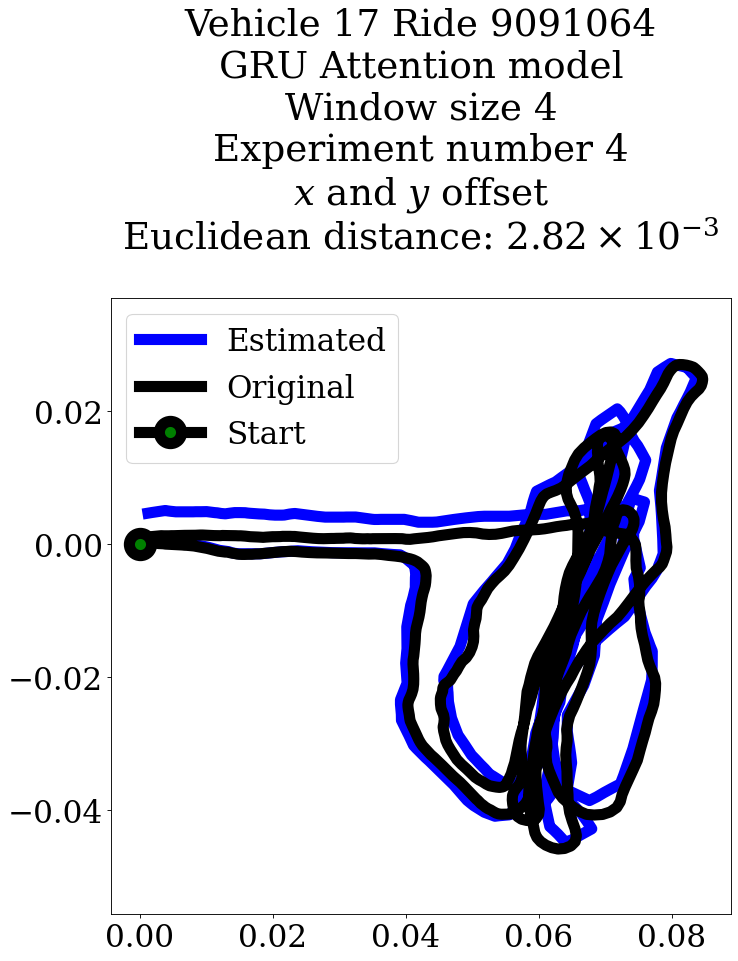 Vehicle 17 Ride 9091064
GRU Attention model
Window size 4
Experiment number 4
x and y offset
Euclidean distance: 2.82 × 10⁻³
Estimated
Original
Start
0.02
0.00
−0.02
−0.04
0.00 0.02 0.04 0.06 0.08